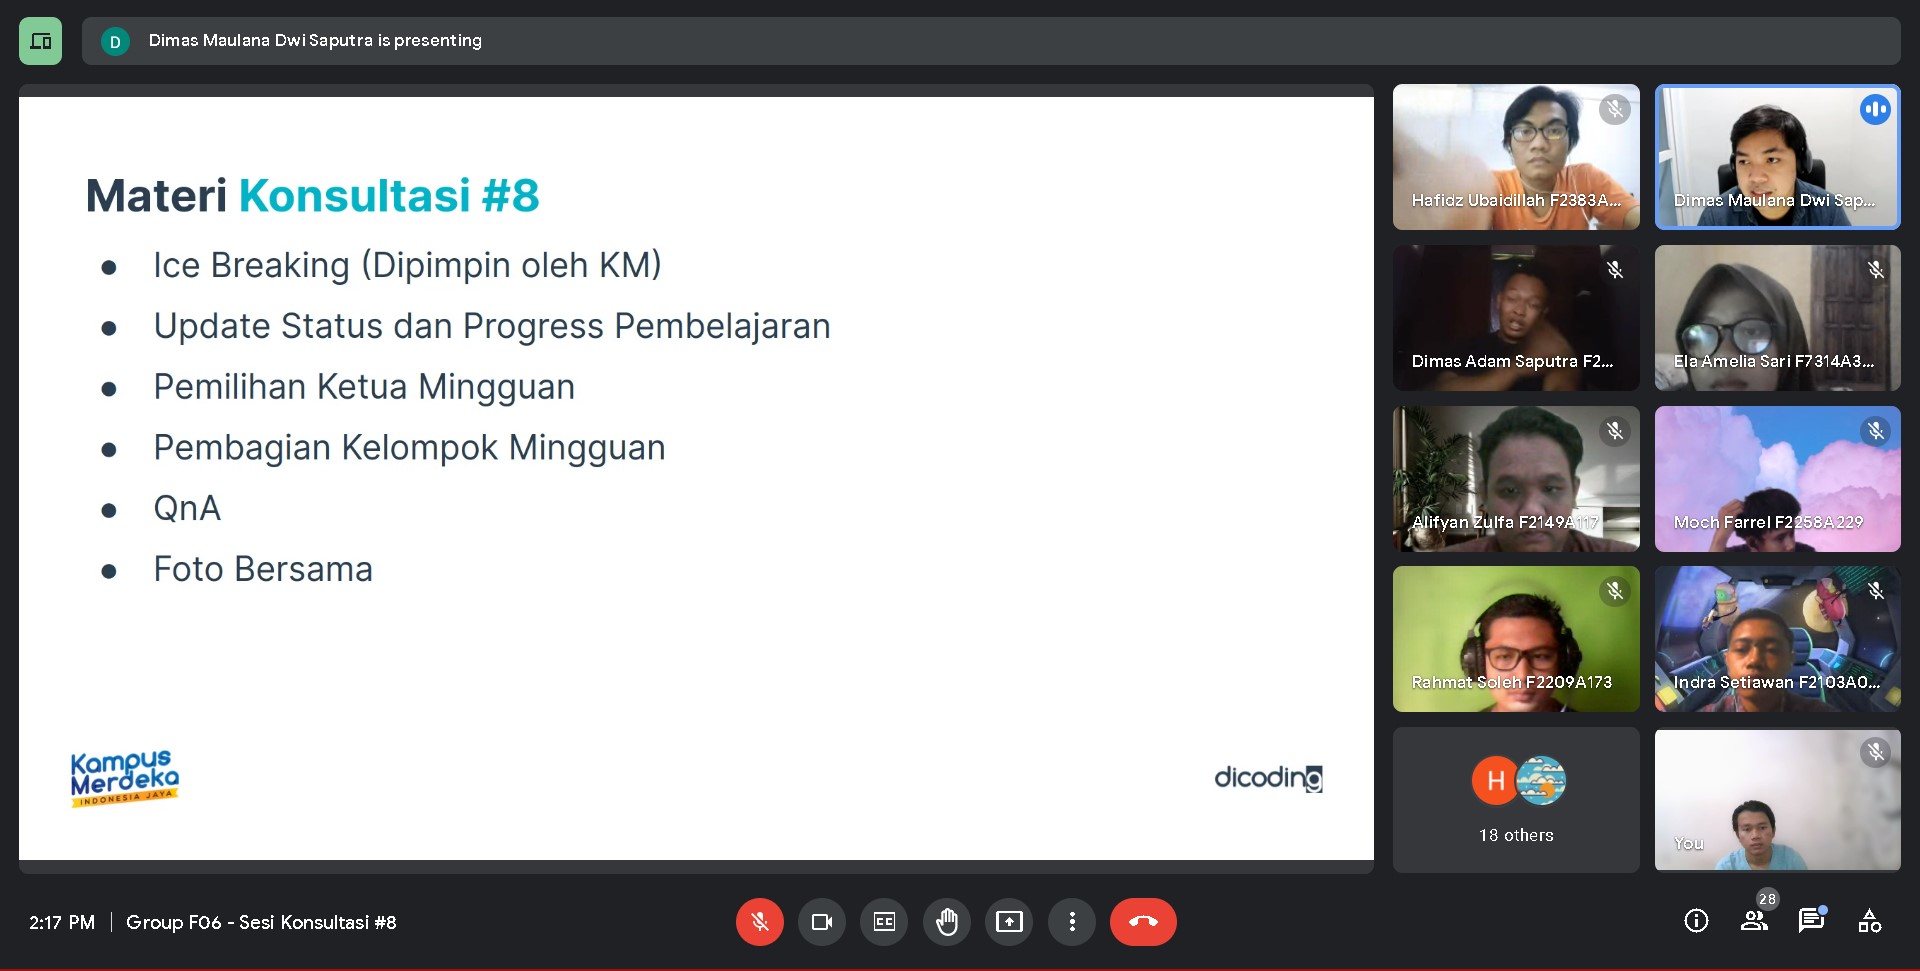 D
Dimas Maulana Dwi Saputra is presenting
Materi Konsultasi #8
● Ice Breaking (Dipimpin oleh KM)
● Update Status dan Progress Pembelajaran
● Pemilihan Ketua Mingguan
● Pembagian Kelompok Mingguan
● QnA
● Foto Bersama
Kampus
Merdeka
INDONESIA JAYA
dicoding
Hafidz Ubaidillah F2383A...
Dimas Maulana Dwi Sap...
Dimas Adam Saputra F2...
Ela Amelia Sari F7314A3...
Alifyan Zulfa F2149A117
Moch Farrel F2258A229
Rahmat Soleh F2209A173
Indra Setiawan F2103A0...
H
18 others
You
2:17 PM | Group F06 - Sesi Konsultasi #8
CC
28